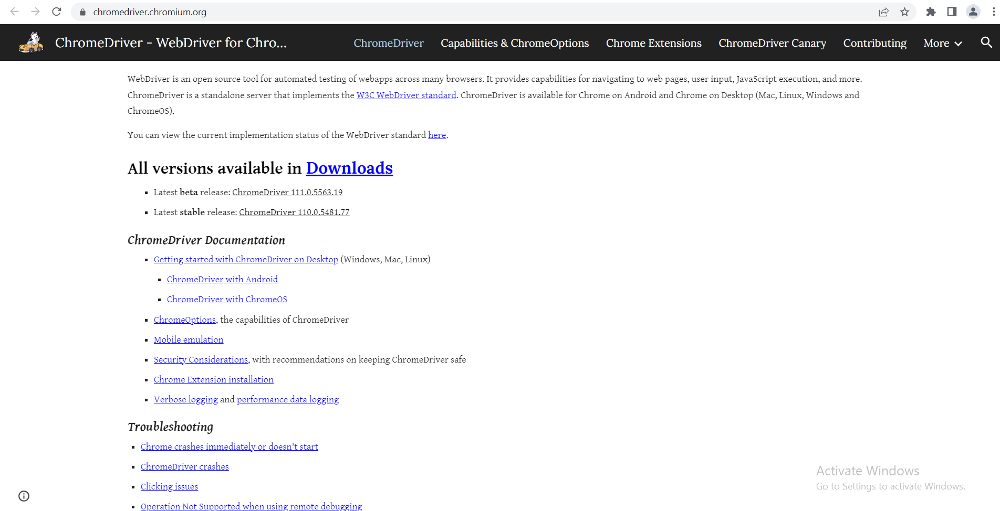 chromedriver.chromium.org
ChromeDriver - WebDriver for Chro...
ChromeDriver
Capabilities & ChromeOptions
Chrome Extensions
ChromeDriver Canary
Contributing
More
WebDriver is an open source tool for automated testing of webapps across many browsers. It provides capabilities for navigating to web pages, user input, JavaScript execution, and more.
ChromeDriver is a standalone server that implements the W3C WebDriver standard. ChromeDriver is available for Chrome on Android and Chrome on Desktop (Mac, Linux, Windows and
ChromeOS).
You can view the current implementation status of the WebDriver standard here.
All versions available in Downloads
Latest beta release: ChromeDriver 111.0.5563.19
Latest stable release: ChromeDriver 110.0.5481.77
ChromeDriver Documentation
Getting started with ChromeDriver on Desktop (Windows, Mac, Linux)
ChromeDriver with Android
ChromeDriver with ChromeOS
ChromeOptions, the capabilities of ChromeDriver
Mobile emulation
Security Considerations, with recommendations on keeping ChromeDriver safe
Chrome Extension installation
Verbose logging and performance data logging
Troubleshooting
Chrome crashes immediately or doesn't start
ChromeDriver crashes
Clicking issues
Operation Not Supported when using remote debugging
Activate Windows
Go to Settings to activate Windows.